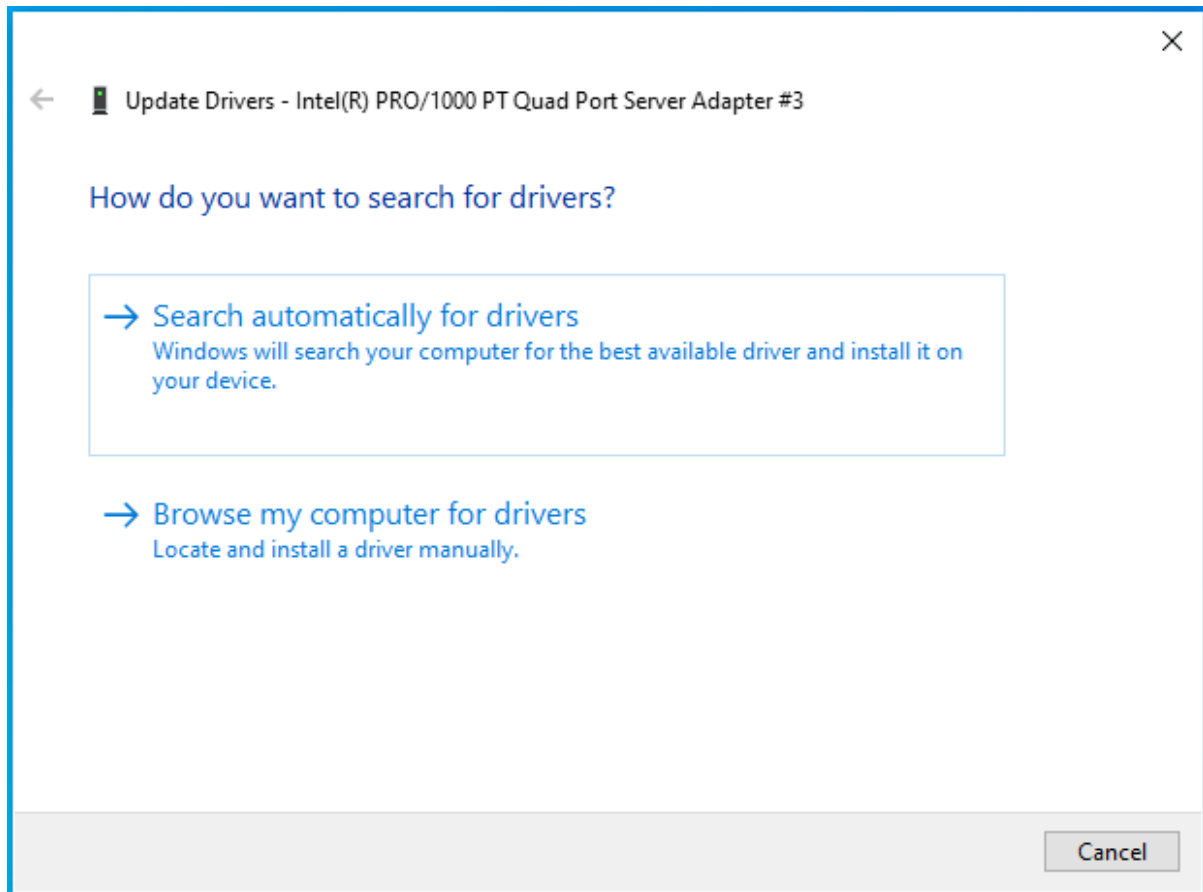 Update Drivers - Intel(R) PRO/1000 PT Quad Port Server Adapter #3
How do you want to search for drivers?
Search automatically for drivers
Windows will search your computer for the best available driver and install it on
your device.
Browse my computer for drivers
Locate and install a driver manually.
Cancel